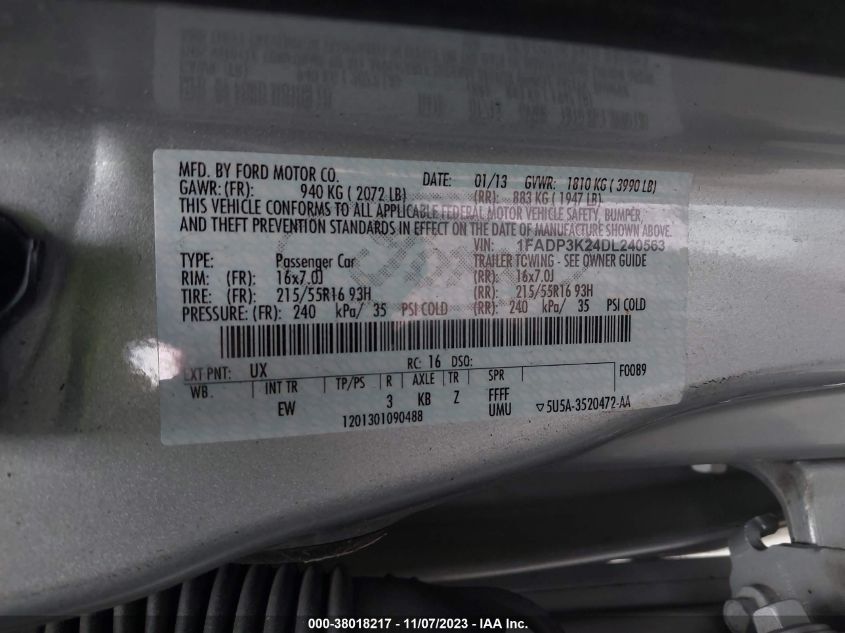 MFD. BY FORD MOTOR CO. DATE: 01/13 GVWR: 1810 KG ( 3990 LB)
GAWR:(FR): 940 KG ( 2072 LB) (RR): 883 KG ( 1947 LB)
THIS VEHICLE CONFORMS TO ALL APPLICABLE FEDERAL MOTOR VEHICLE SAFETY, BUMPER,
AND THEFT PREVENTION STANDARDS IN EFFECT ON THE DATE OF MANUFACTURE SHOWN ABOVE.
VIN: 1FADP3K24DL240563
TYPE: Passenger Car TRAILER TOWING - SEE OWNER GUIDE
RIM: (FR): 16x7.0J (RR): 16x7.0J
TIRE: (FR): 215/55R16 93H (RR): 215/55R16 93H
PRESSURE: (FR): 240 kPa/ 35 PSI COLD (RR): 240 kPa/ 35 PSI COLD
EXT PNT: UX RC: 16 DSO: F0089
WB INT TR TP/PS R AXLE TR SPR
EW 3 KB Z FFFF
UMU
1201301090488 ▽5U5A-3520472-AA
000-38018217 - 11/07/2023 - IAA Inc.